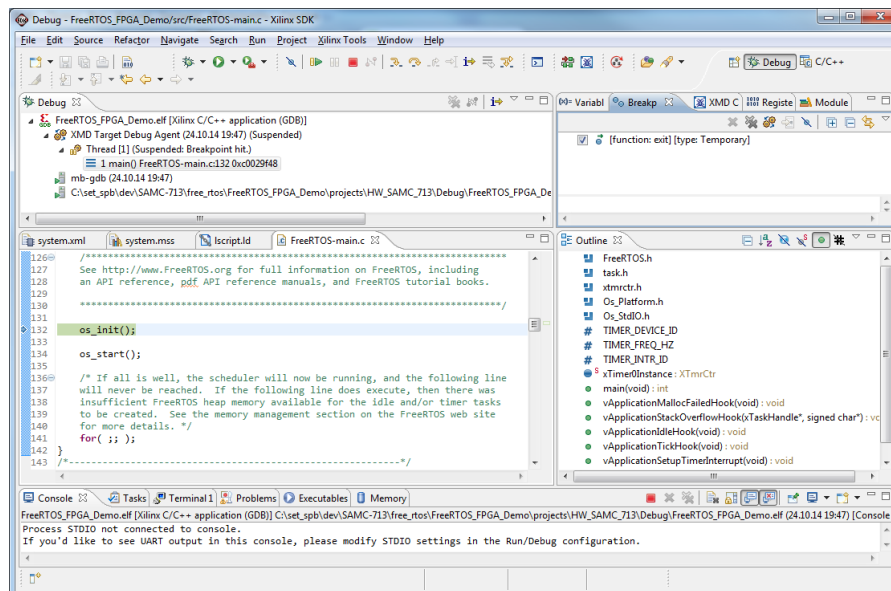 Debug - FreeRTOS_FPGA_Demo/src/FreeRTOS-main.c - Xilinx SDK
File Edit Source Refactor Navigate Search Run Project Xilinx Tools Window Help
Debug C/C++
Debug
FreeRTOS_FPGA_Demo.elf [Xilinx C/C++ application (GDB)]
XMD Target Debug Agent (24.10.14 19:47) (Suspended)
Thread [1] (Suspended: Breakpoint hit.)
1 main() FreeRTOS-main.c:132 0xc0029f48
mb-gdb (24.10.14 19:47)
C:\set_spb\dev\SAMC-713\free_rtos\FreeRTOS_FPGA_Demo\projects\HW_SAMC_713\Debug\FreeRTOS_FPGA_De
(x)= Variabl Breakp XMD C Registe Module
[function: exit] [type: Temporary]
system.xml system.mss lscript.ld FreeRTOS-main.c
126 /*******************************************************************************
127 See http://www.FreeRTOS.org for full information on FreeRTOS, including
128 an API reference, pdf API reference manuals, and FreeRTOS tutorial books.
129
130 *******************************************************************************/
131
132 os_init();
133
134 os_start();
135
136 /* If all is well, the scheduler will now be running, and the following line
137 will never be reached. If the following line does execute, then there was
138 insufficient FreeRTOS heap memory available for the idle and/or timer tasks
139 to be created. See the memory management section on the FreeRTOS web site
140 for more details. */
141 for( ;; );
142 }
143 /*-----------------------------------------------------------*/
Outline
FreeRTOS.h
task.h
xtmrctr.h
Os_Platform.h
Os_StdIO.h
# TIMER_DEVICE_ID
# TIMER_FREQ_HZ
# TIMER_INTR_ID
S xTimer0Instance : XTmrCtr
main(void) : int
vApplicationMallocFailedHook(void) : void
vApplicationStackOverflowHook(xTaskHandle*, signed char*) : vc
vApplicationIdleHook(void) : void
vApplicationTickHook(void) : void
vApplicationSetupTimerInterrupt(void) : void
Console Tasks Terminal 1 Problems Executables Memory
FreeRTOS_FPGA_Demo.elf [Xilinx C/C++ application (GDB)] C:\set_spb\dev\SAMC-713\free_rtos\FreeRTOS_FPGA_Demo\projects\HW_SAMC_713\Debug\FreeRTOS_FPGA_Demo.elf (24.10.14 19:47) [Console
Process STDIO not connected to console.
If you'd like to see UART output in this console, please modify STDIO settings in the Run/Debug configuration.